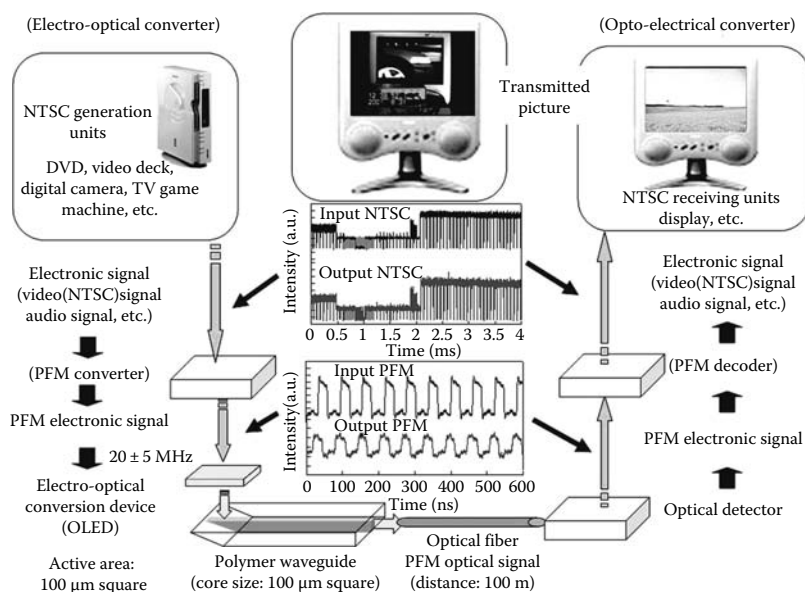 (Electro-optical converter)
NTSC generation
units
DVD, video deck,
digital camera, TV game
machine, etc.
Electronic signal
(video(NTSC)signal
audio signal, etc.)
(PFM converter)
PFM electronic signal
20 ± 5 MHz
Electro-optical
conversion device
(OLED)
Active area:
100 μm square
Transmitted
picture
Intensity (a.u.)
Input NTSC
Output NTSC
0 0.5 1 1.5 2 2.5 3 3.5 4
Time (ms)
Intensity(a.u.)
Input PFM
Output PFM
0 100 200 300 400 500 600
Time (ns)
Polymer waveguide
(core size: 100 μm square)
Optical fiber
PFM optical signal
(distance: 100 m)
(Opto-electrical converter)
NTSC receiving units
display, etc.
Electronic signal
(video(NTSC)signal
audio signal, etc.)
(PFM decoder)
PFM electronic signal
Optical detector